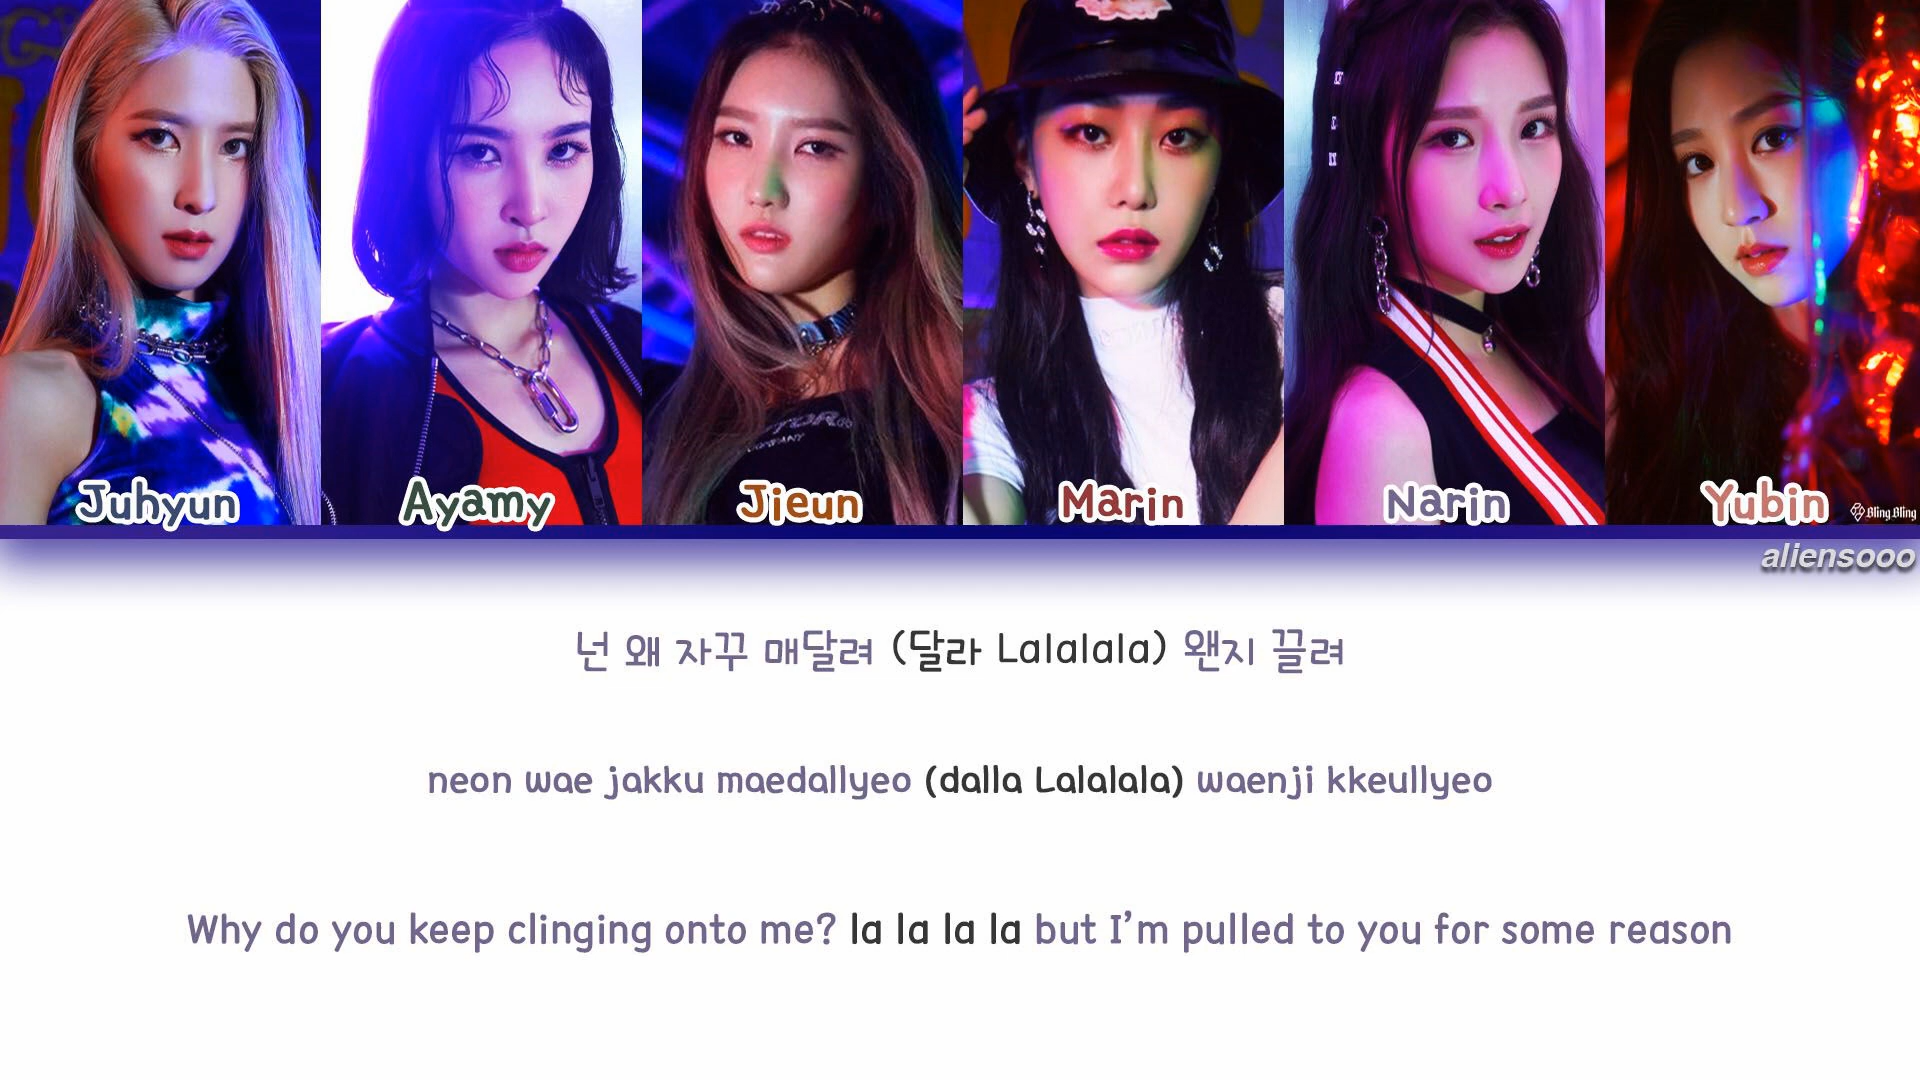 Juhyun
Ayamy
Jieun
Marin
Narin
Yubin
Bling Bling
aliensooo
넌 왜 자꾸 매달려 (달라 Lalalala) 왠지 끌려
neon wae jakku maedallyeo (dalla Lalalala) waenji kkeullyeo
Why do you keep clinging onto me? la la la la but I'm pulled to you for some reason